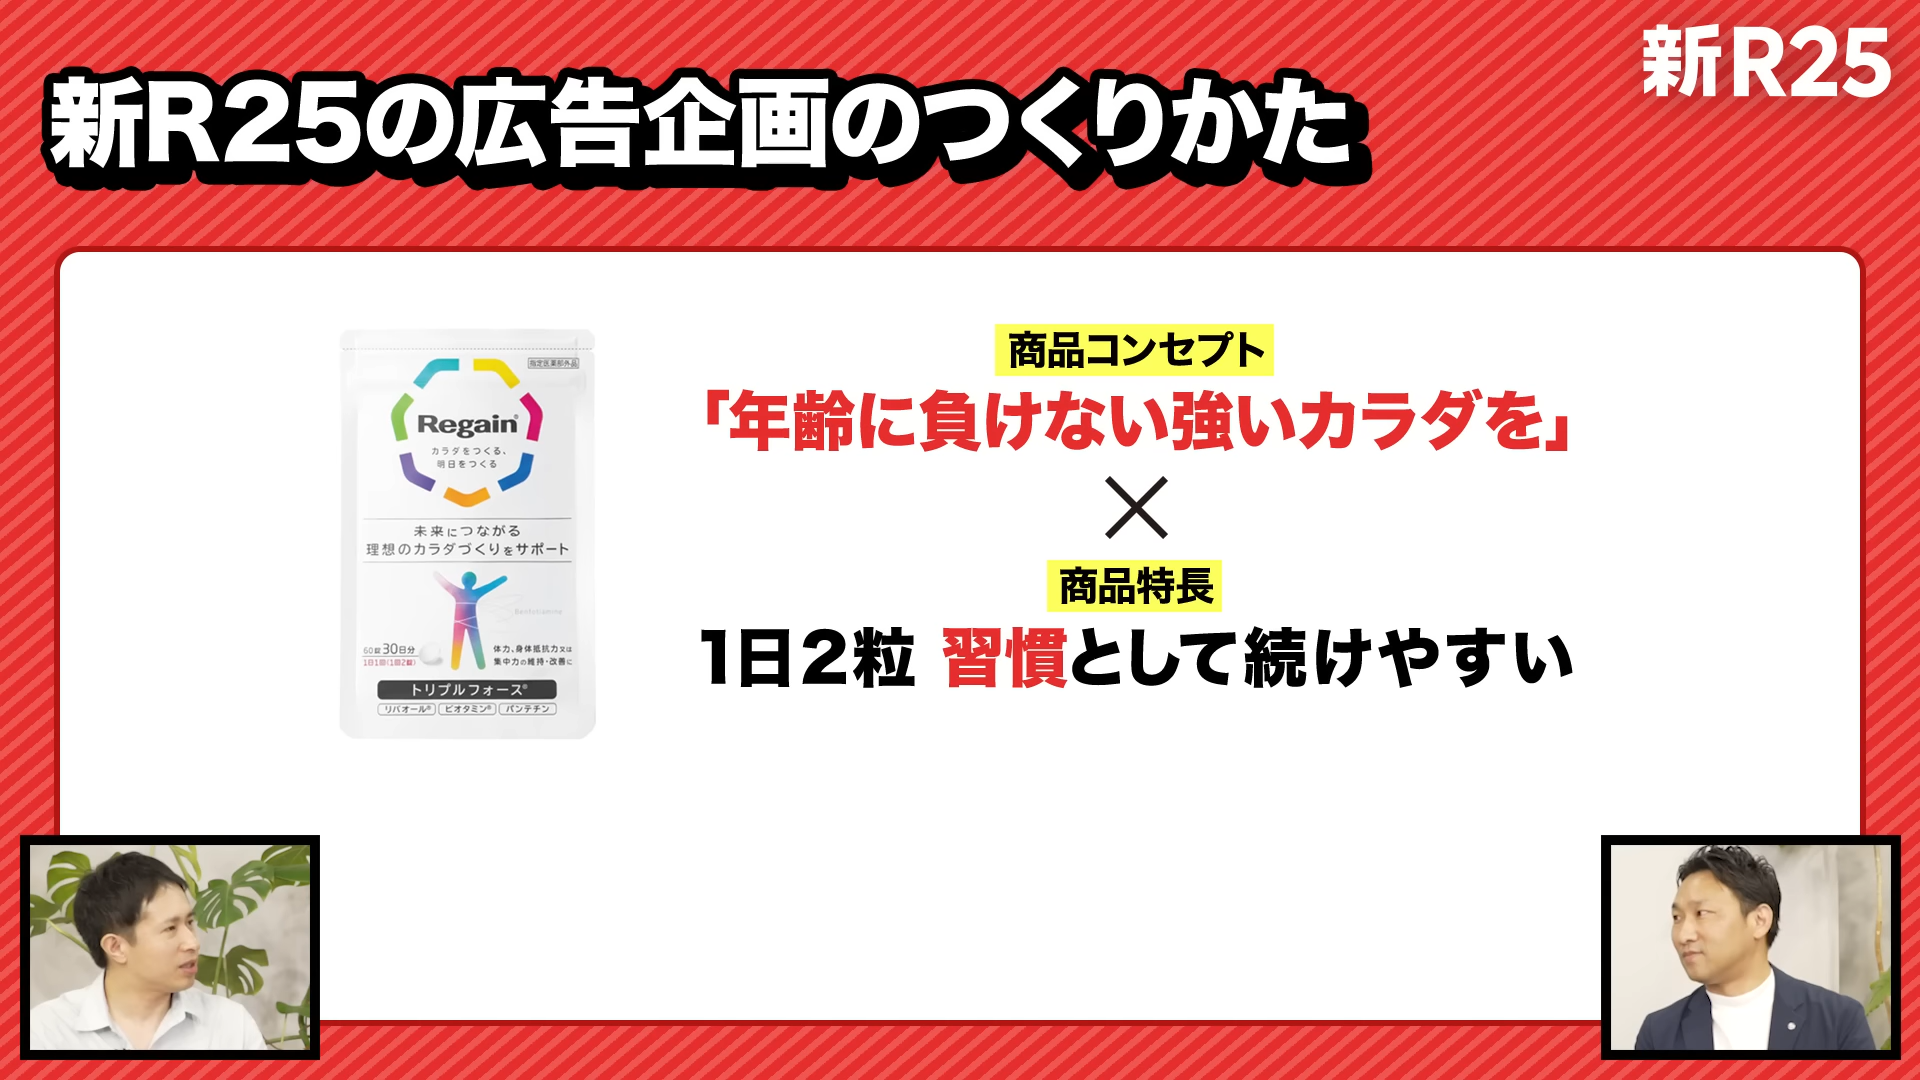 新R25
新R25の広告企画のつくりかた
指定医薬部外品
Regain®
カラダをつくる、
明日をつくる
未来につながる
理想のカラダづくりをサポート
Benfotiamine
60錠 30日分
1日1回(1回2錠)
体力、身体抵抗力又は
集中力の維持・改善に
トリプルフォース®
リバオール® ビオタミン® パンテチン
商品コンセプト
「年齢に負けない強いカラダを」
×
商品特長
1日2粒 習慣として続けやすい